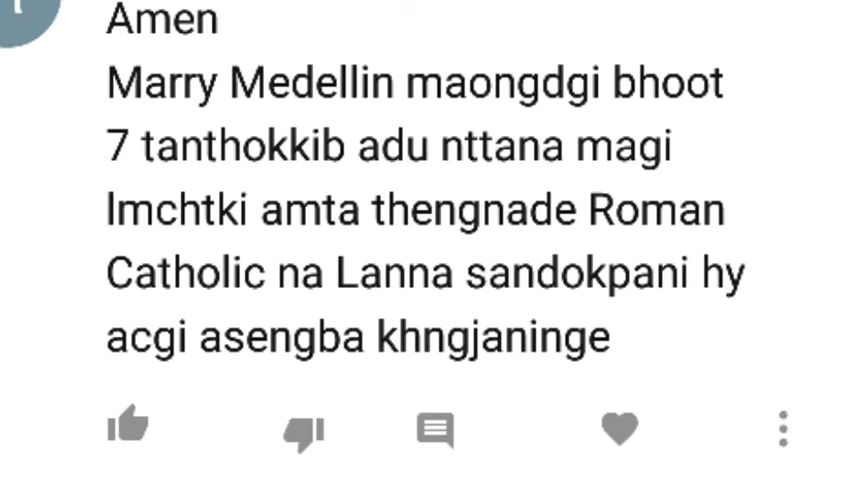 Amen
Marry Medellin maongdgi bhoot
7 tanthokkib adu nttana magi
lmchtki amta thengnade Roman
Catholic na Lanna sandokpani hy
acgi asengba khngjaninge